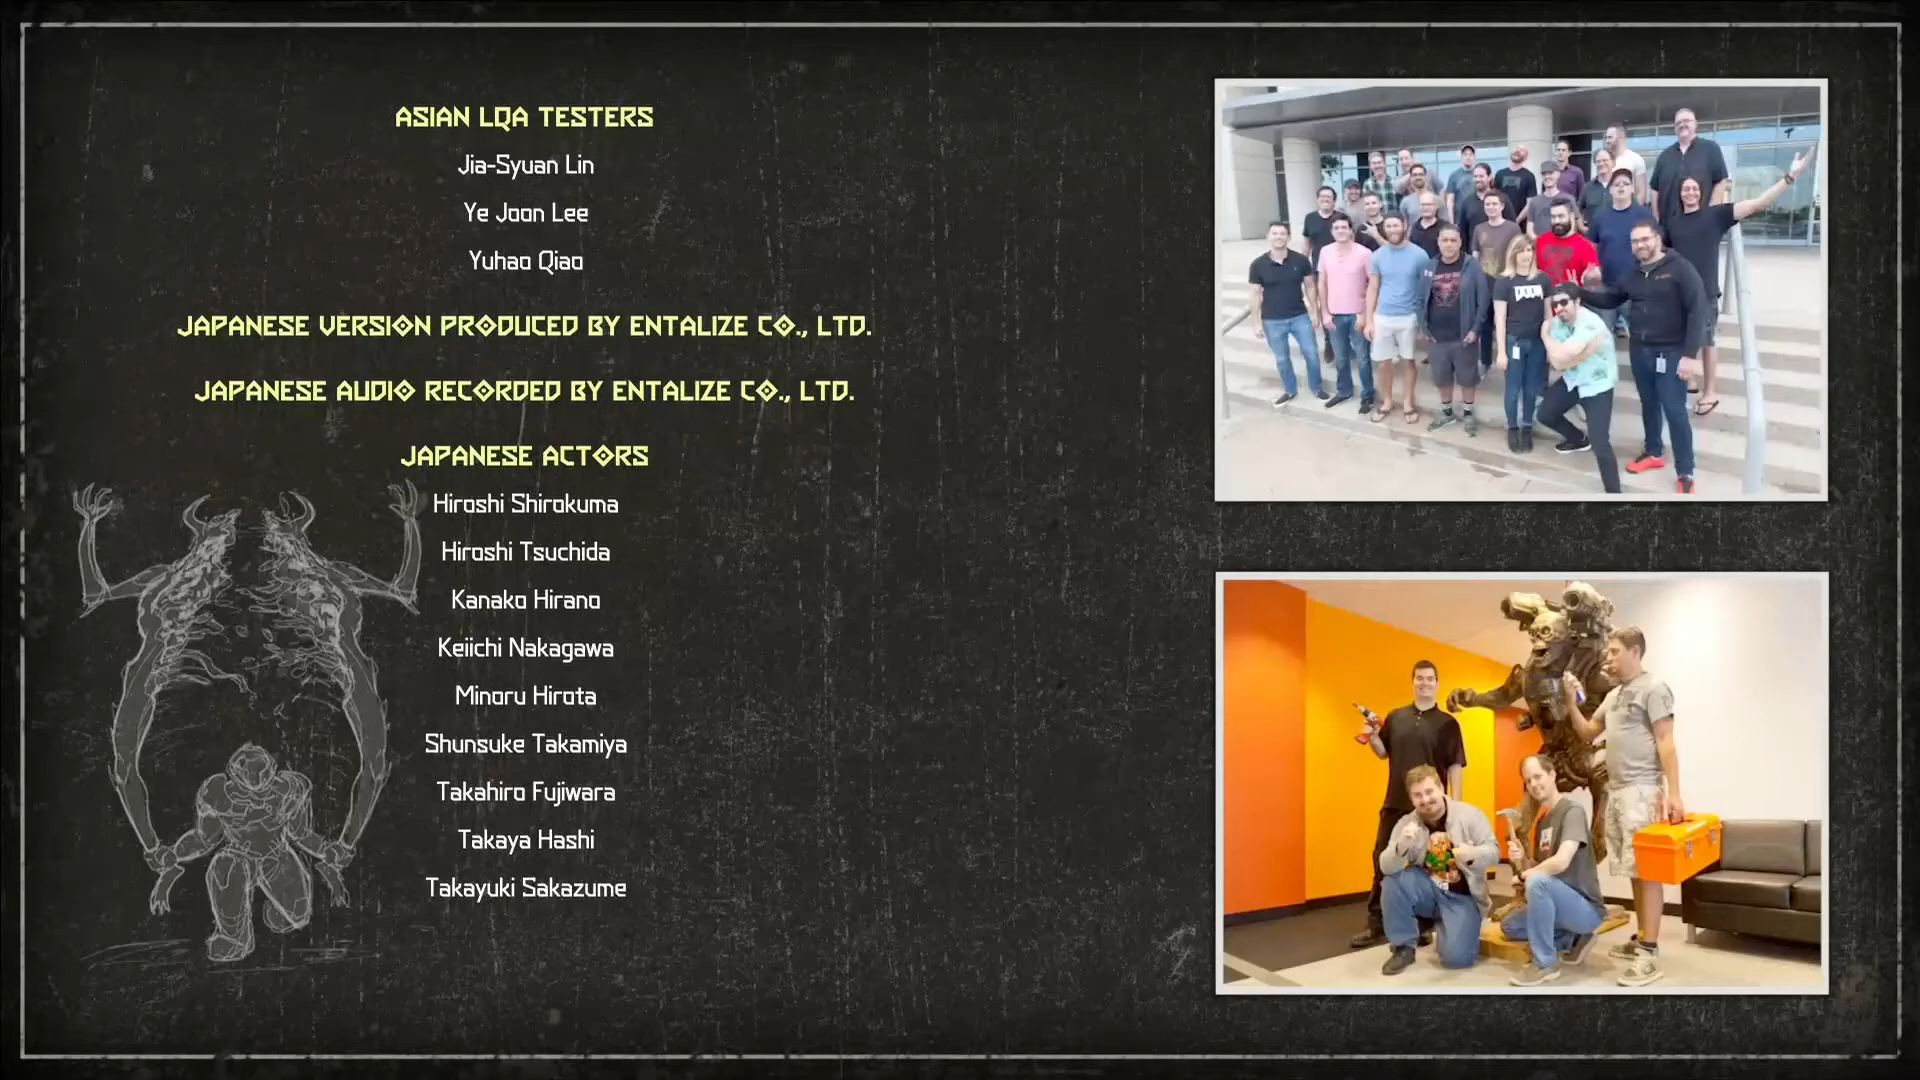 ASIAN LQA TESTERS
Jia-Syuan Lin
Ye Joon Lee
Yuhao Qiao
JAPANESE VERSION PRODUCED BY ENTALIZE CO., LTD.
JAPANESE AUDIO RECORDED BY ENTALIZE CO., LTD.
JAPANESE ACTORS
Hiroshi Shirokuma
Hiroshi Tsuchida
Kanako Hirano
Keiichi Nakagawa
Minoru Hirota
Shunsuke Takamiya
Takahiro Fujiwara
Takaya Hashi
Takayuki Sakazume
DOOM